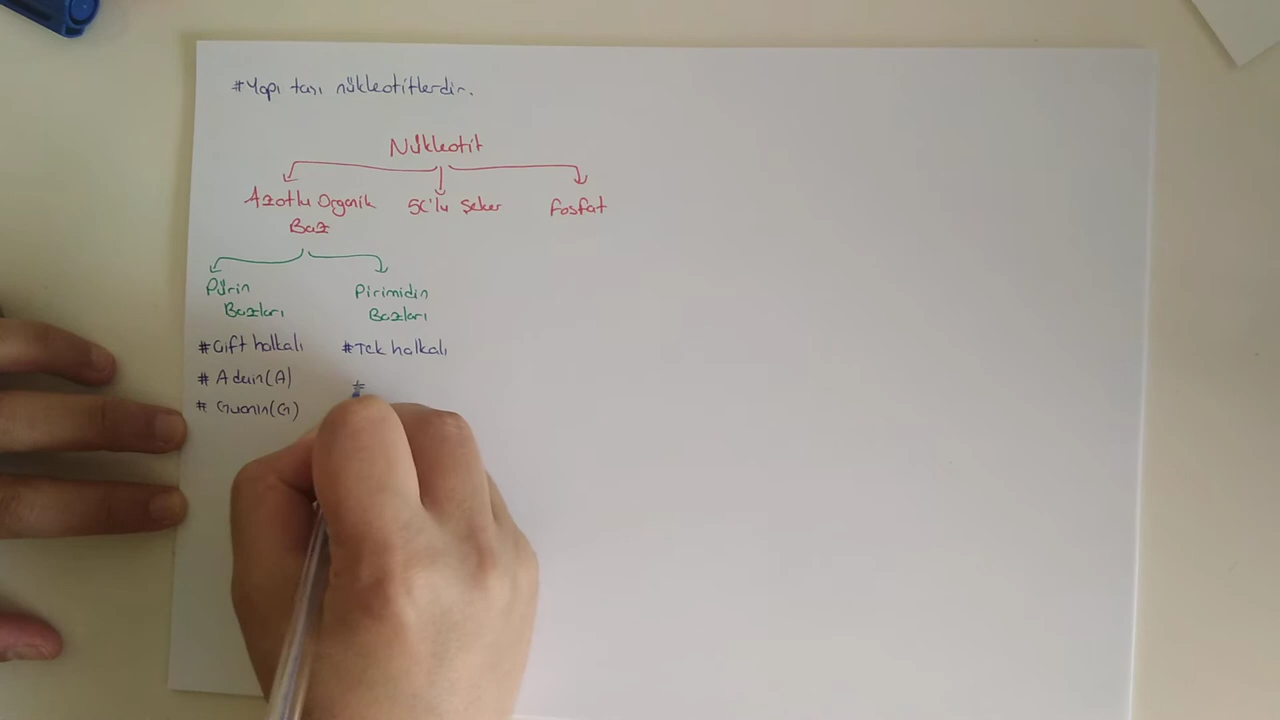 #Yapı taşı nükleotitlerdir.
Nükleotit
Azotlu Organik Baz
5C'lu Şeker
Fosfat
Pürin Bazları
Pirimidin Bazları
#Çift halkalı
#Tek halkalı
# Adenin(A)
#
# Guanin(G)